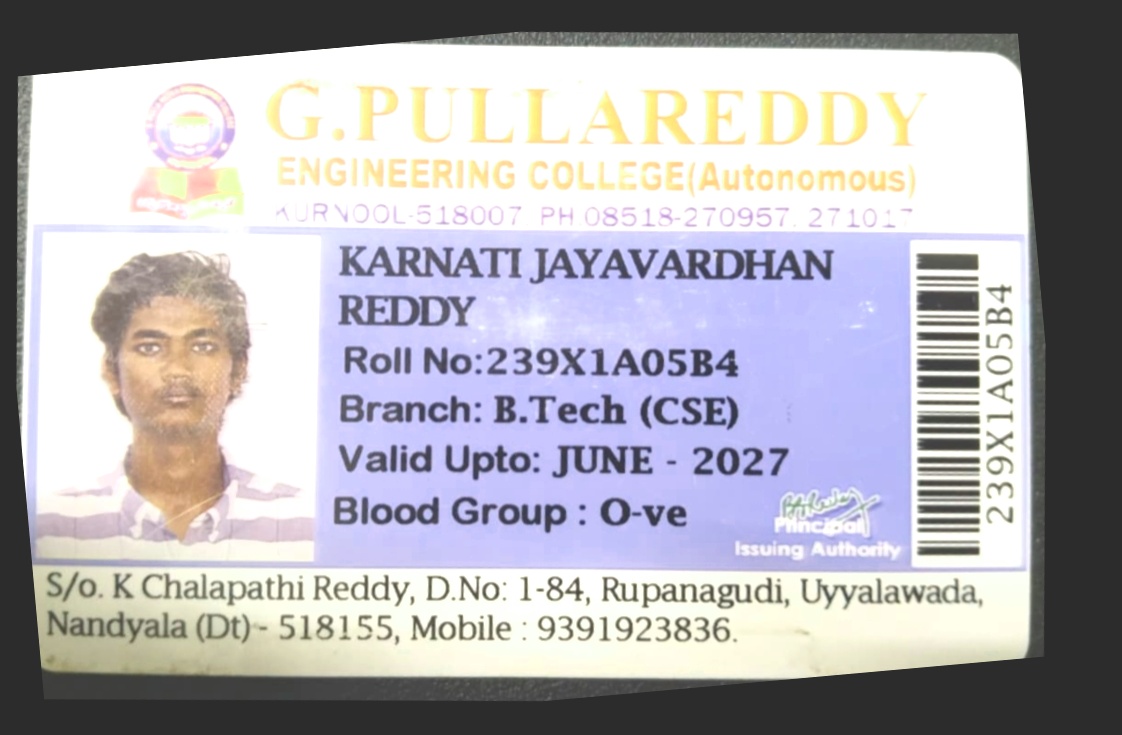 G.PULLAREDDY
ENGINEERING COLLEGE(Autonomous)
KURNOOL-518007 PH 08518-270957, 271017
KARNATI JAYAVARDHAN
REDDY
Roll No:239X1A05B4
Branch: B.Tech (CSE)
Valid Upto: JUNE - 2027
Blood Group : O-ve
Principal
Issuing Authority
239X1A05B4
S/o. K Chalapathi Reddy, D.No: 1-84, Rupanagudi, Uyyalawada,
Nandyala (Dt) - 518155, Mobile : 9391923836.